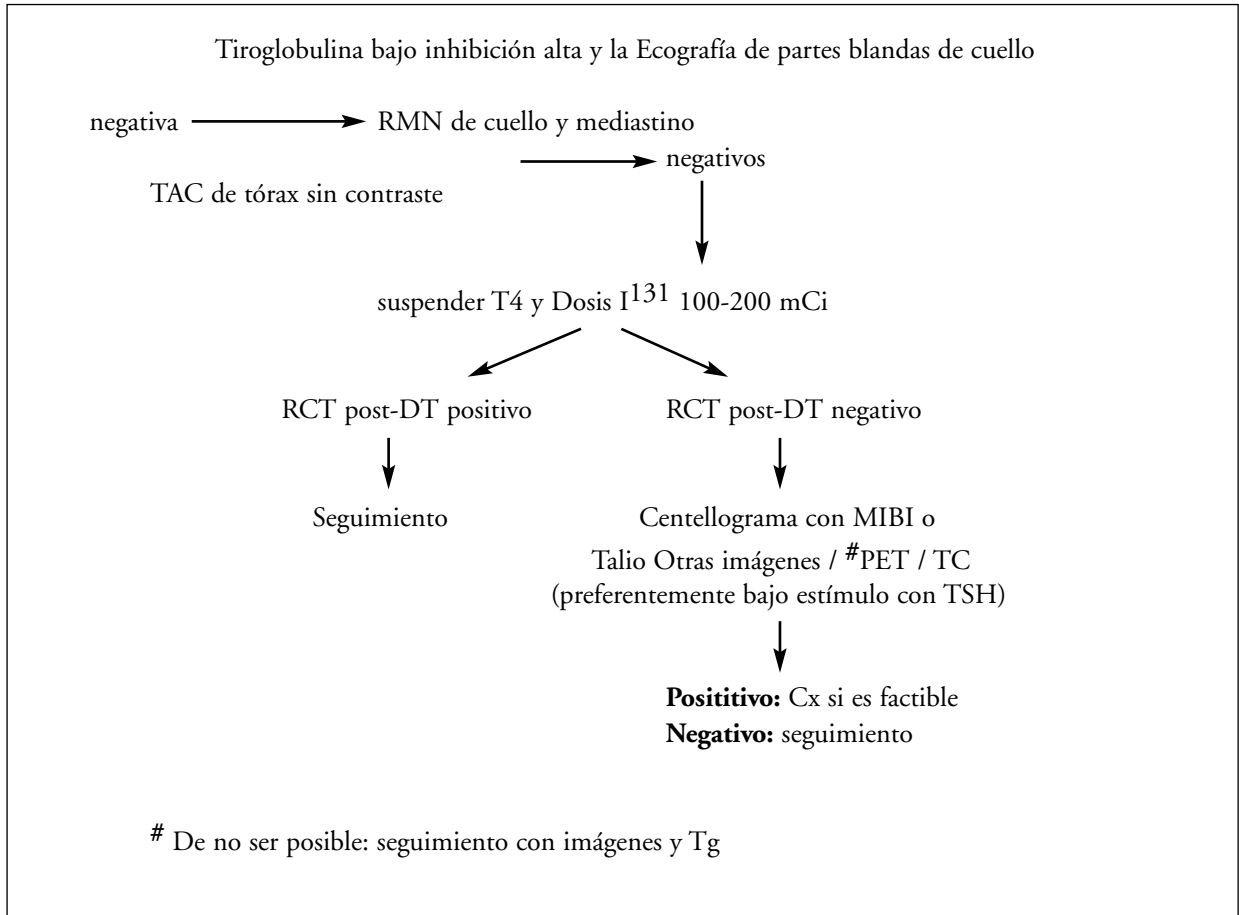 Tiroglobulina bajo inhibición alta y la Ecografía de partes blandas de cuello
negativa
RMN de cuello y mediastino
negativos
TAC de tórax sin contraste
suspender T4 y Dosis I131 100-200 mCi
RCT post-DT positivo
RCT post-DT negativo
Seguimiento
Centellograma con MIBI o
Talio Otras imágenes / #PET / TC
(preferentemente bajo estímulo con TSH)
Posititivo: Cx si es factible
Negativo: seguimiento
# De no ser posible: seguimiento con imágenes y Tg